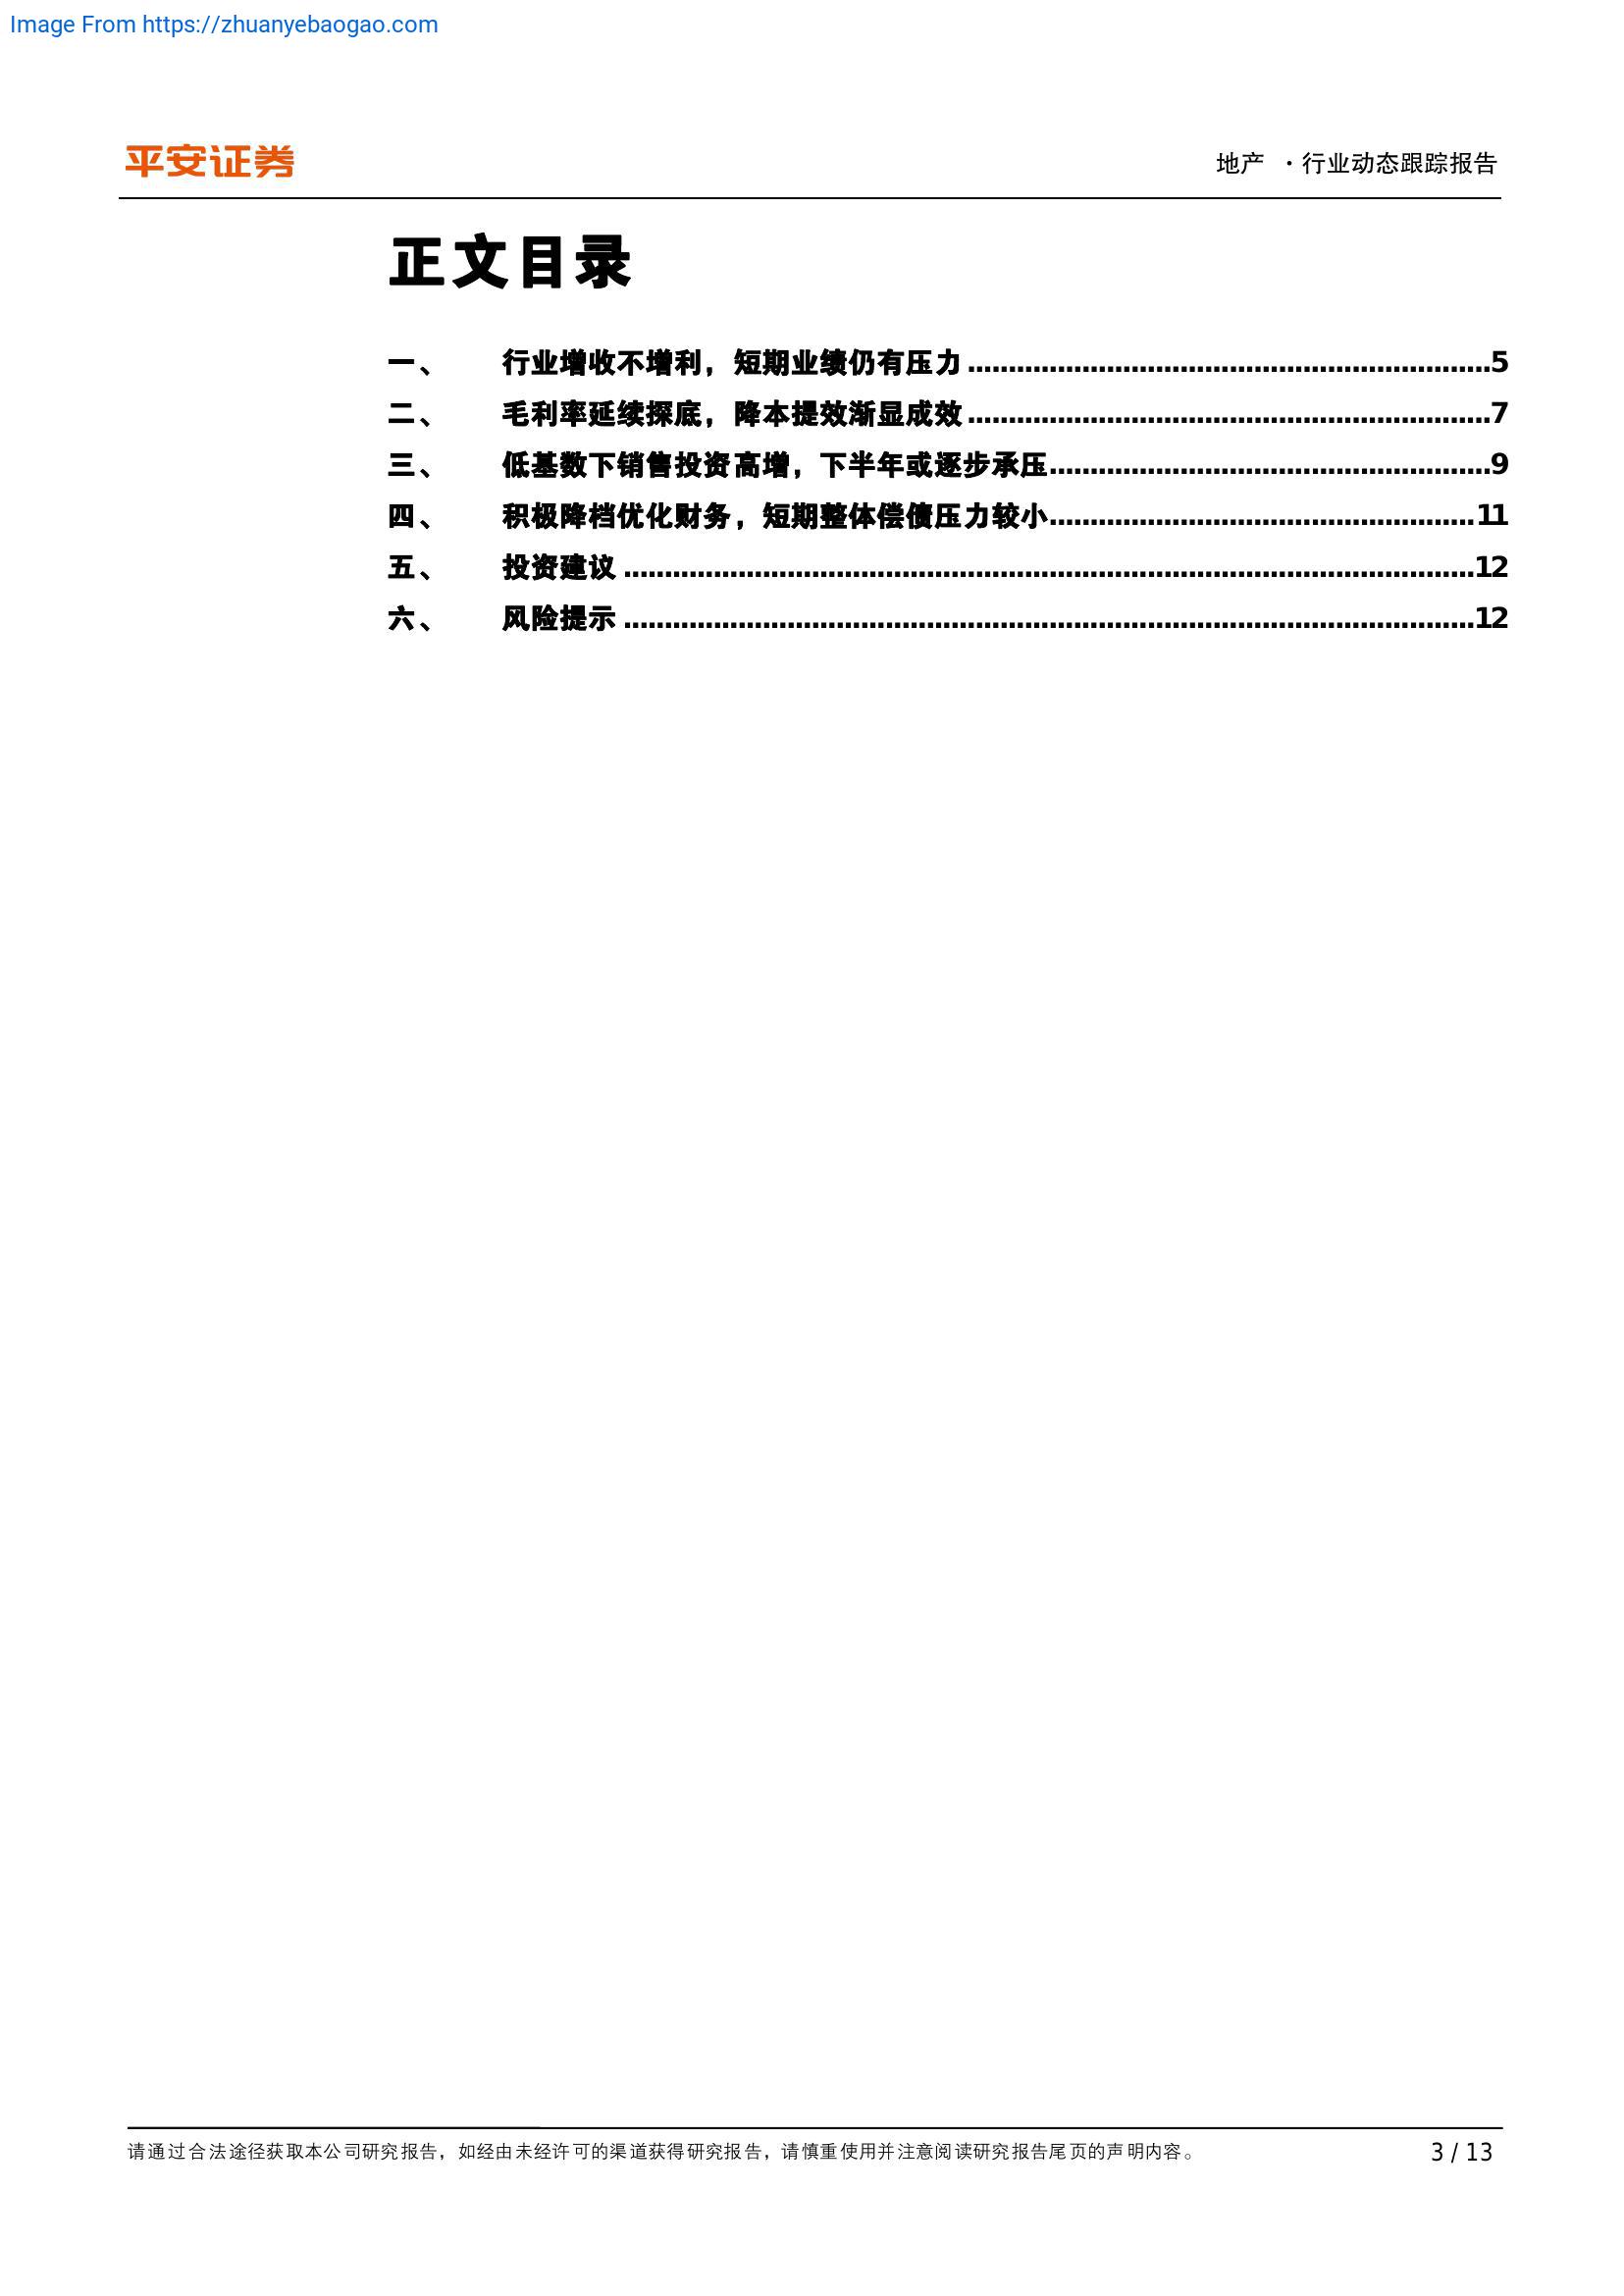 Image From https://zhuanyebaogao.com
平安证券
地产 ·行业动态跟踪报告
正文目录
一、 行业增收不增利，短期业绩仍有压力 ................................................................5
二、 毛利率延续探底，降本提效渐显成效 ................................................................7
三、 低基数下销售投资高增，下半年或逐步承压......................................................9
四、 积极降档优化财务，短期整体偿债压力较小....................................................11
五、 投资建议 ........................................................................................................12
六、 风险提示 ........................................................................................................12
请通过合法途径获取本公司研究报告，如经由未经许可的渠道获得研究报告，请慎重使用并注意阅读研究报告尾页的声明内容。
3 / 13